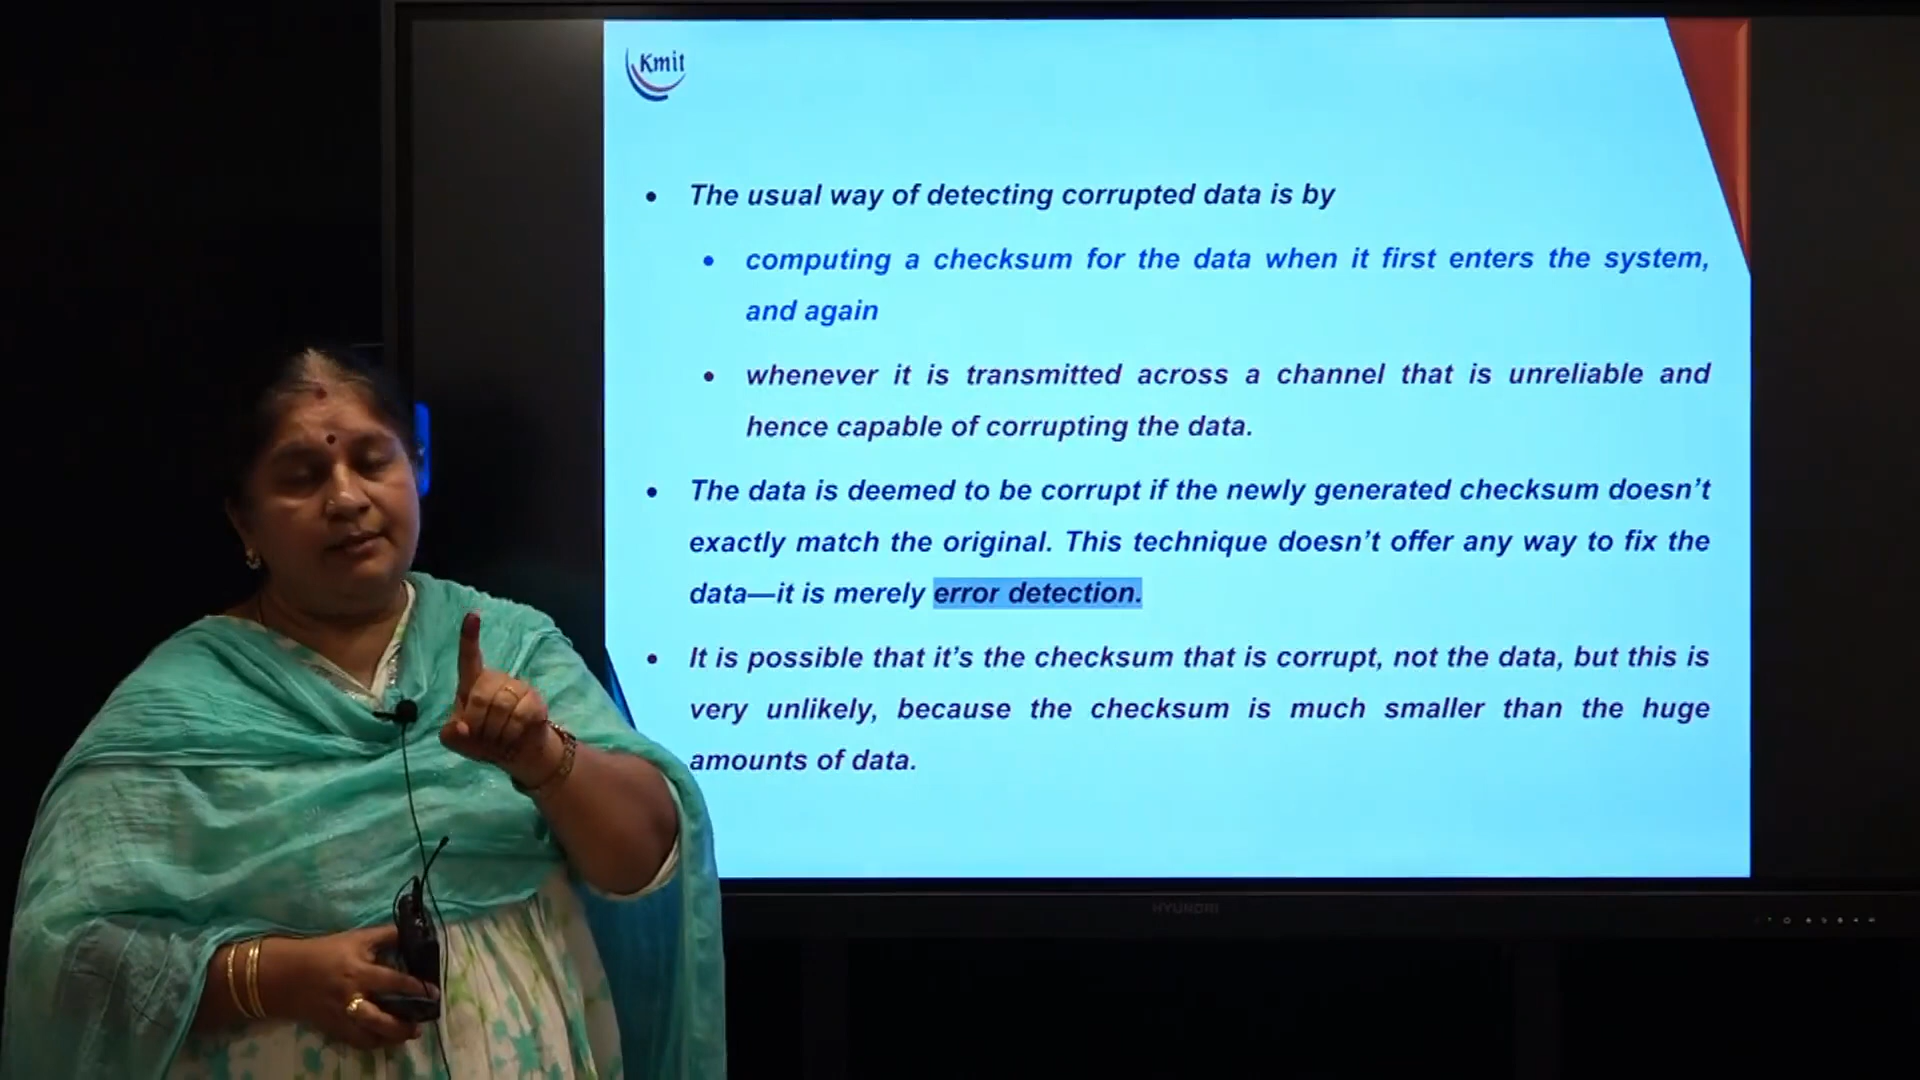 Kmit
• The usual way of detecting corrupted data is by
• computing a checksum for the data when it first enters the system,
and again
• whenever it is transmitted across a channel that is unreliable and
hence capable of corrupting the data.
• The data is deemed to be corrupt if the newly generated checksum doesn’t
exactly match the original. This technique doesn’t offer any way to fix the
data—it is merely error detection.
• It is possible that it’s the checksum that is corrupt, not the data, but this is
very unlikely, because the checksum is much smaller than the huge
amounts of data.
HYUNDAI